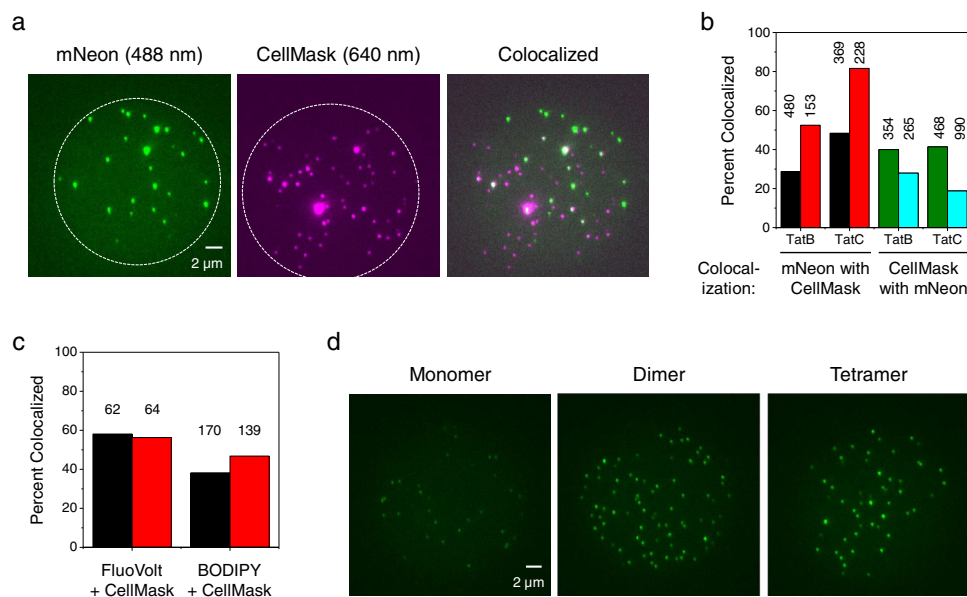 a
mNeon (488 nm) CellMask (640 nm) Colocalized
2 µm
b
Percent Colocalized
100
80
60
40
20
0
480 153 369 228 354 265 468 990
TatB TatC TatB TatC
Colocal-
ization:
mNeon with
CellMask
CellMask
with mNeon
c
Percent Colocalized
100
80
60
40
20
0
62 64 170 139
FluoVolt
+ CellMask
BODIPY
+ CellMask
d
Monomer Dimer Tetramer
2 µm